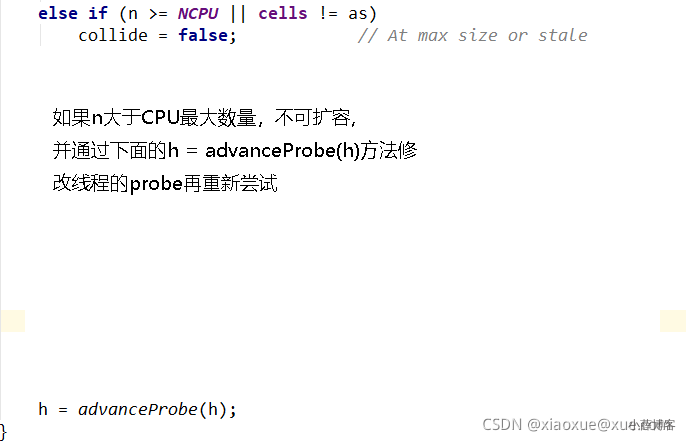 else if (n >= NCPU || cells != as)
collide = false; // At max size or stale
如果n大于CPU最大数量，不可扩容，
并通过下面的h = advanceProbe(h)方法修
改线程的probe再重新尝试
h = advanceProbe(h);
}
CSDN @xiaoxue@xue